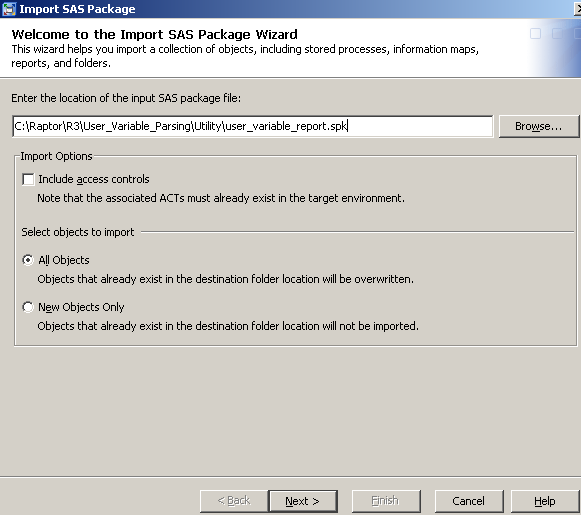 Import SAS Package
Welcome to the Import SAS Package Wizard
This wizard helps you import a collection of objects, including stored processes, information maps,
reports, and folders.
Enter the location of the input SAS package file:
C:\Raptor\R3\User_Variable_Parsing\Utility\user_variable_report.spk
Browse...
Import Options
Include access controls
Note that the associated ACTs must already exist in the target environment.
Select objects to import
All Objects
Objects that already exist in the destination folder location will be overwritten.
New Objects Only
Objects that already exist in the destination folder location will not be imported.
< Back
Next >
Finish
Cancel
Help